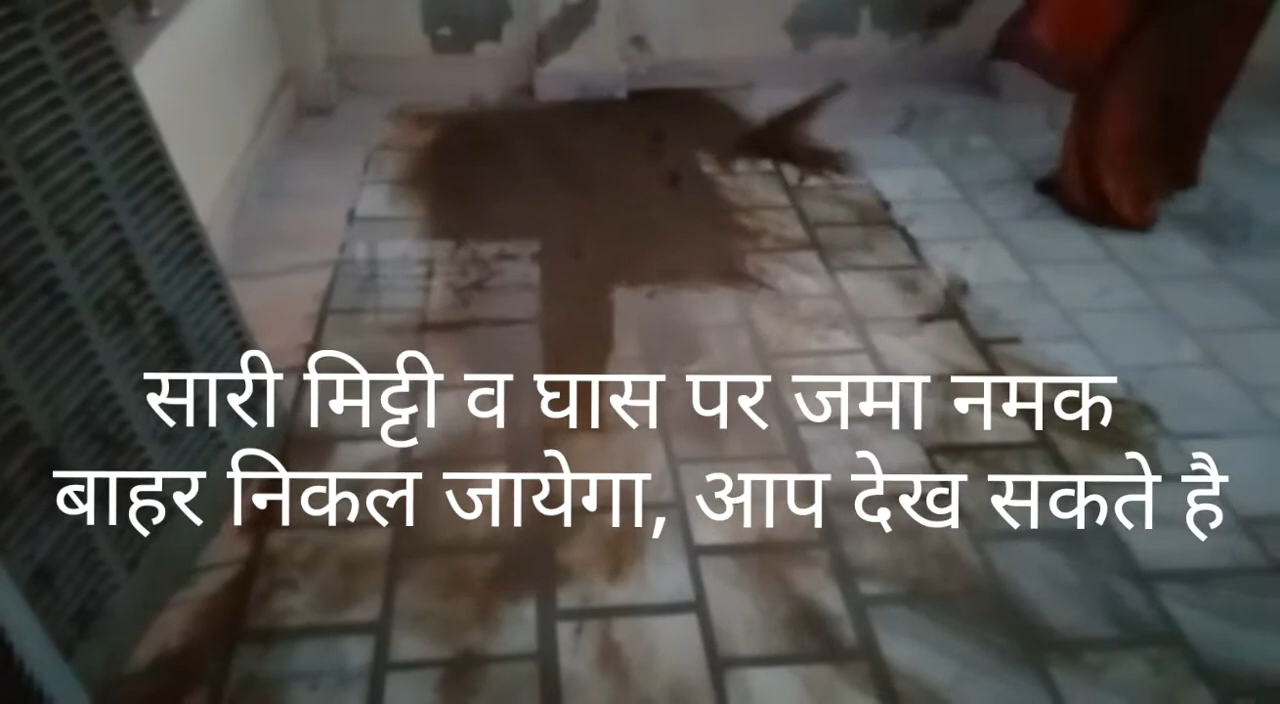 सारी मिट्टी व घास पर जमा नमक
बाहर निकल जायेगा, आप देख सकते है